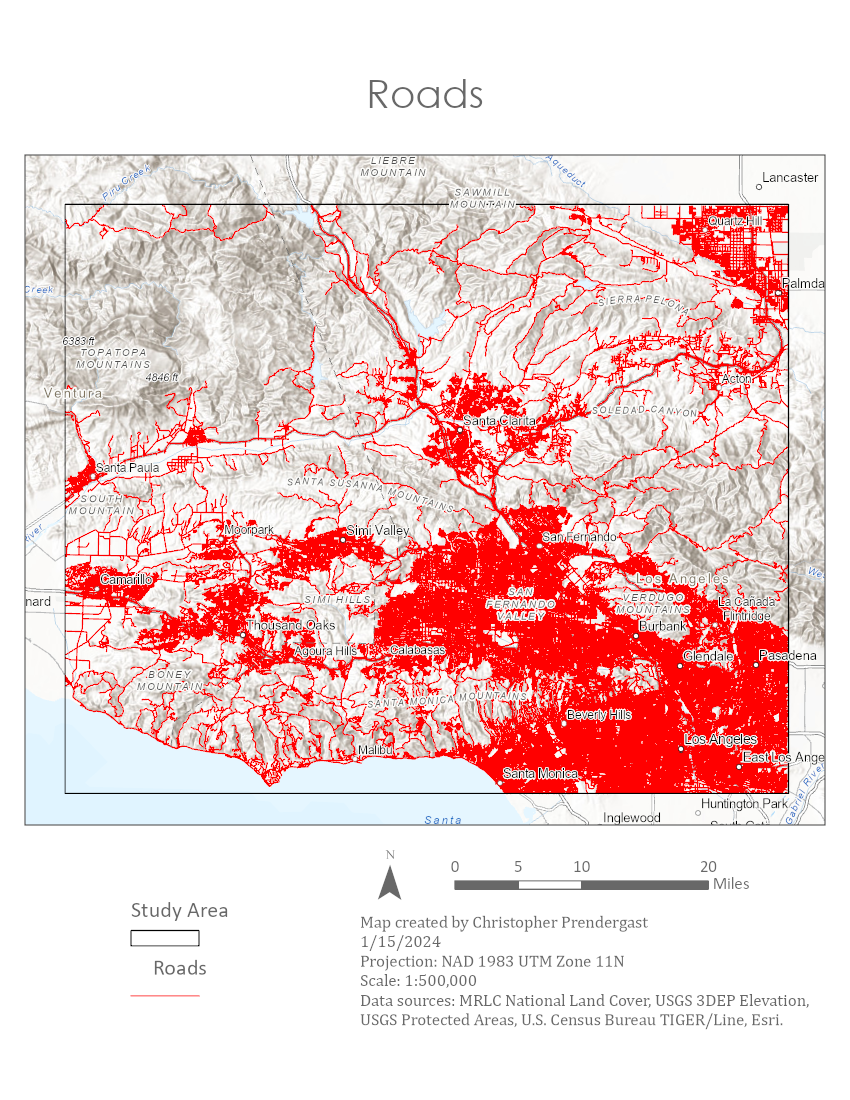 Roads
LIEBRE
MOUNTAIN
Piru Creek
Aqueduct
Lancaster
SAWMILL
MOUNTAIN
Quartz Hill
Palmda
Creek
SIERRA PELONA
6383 ft
TOPATOPA
MOUNTAINS
4846 ft
Acton
Ventura
SOLEDAD CANYON
Santa Clarita
Santa Paula
SANTA SUSANNA MOUNTAINS
SOUTH
MOUNTAIN
River
Moorpark
Simi Valley
San Fernando
Camarillo
Los Angeles
We
nard
SIMI HILLS
SAN
FERNANDO
VALLEY
VERDUGO
MOUNTAINS
La Cañada
Flintridge
Thousand Oaks
Burbank
Agoura Hills
Calabasas
Glendale
Pasadena
BONEY
MOUNTAIN
SANTA MONICA MOUNTAINS
Beverly Hills
Malibu
Los Angeles
East Los Ange
Santa Monica
Gabriel River
Huntington Park
Santa
Inglewood
N
0 5 10 20
Miles
Study Area
Roads
Map created by Christopher Prendergast
1/15/2024
Projection: NAD 1983 UTM Zone 11N
Scale: 1:500,000
Data sources: MRLC National Land Cover, USGS 3DEP Elevation,
USGS Protected Areas, U.S. Census Bureau TIGER/Line, Esri.